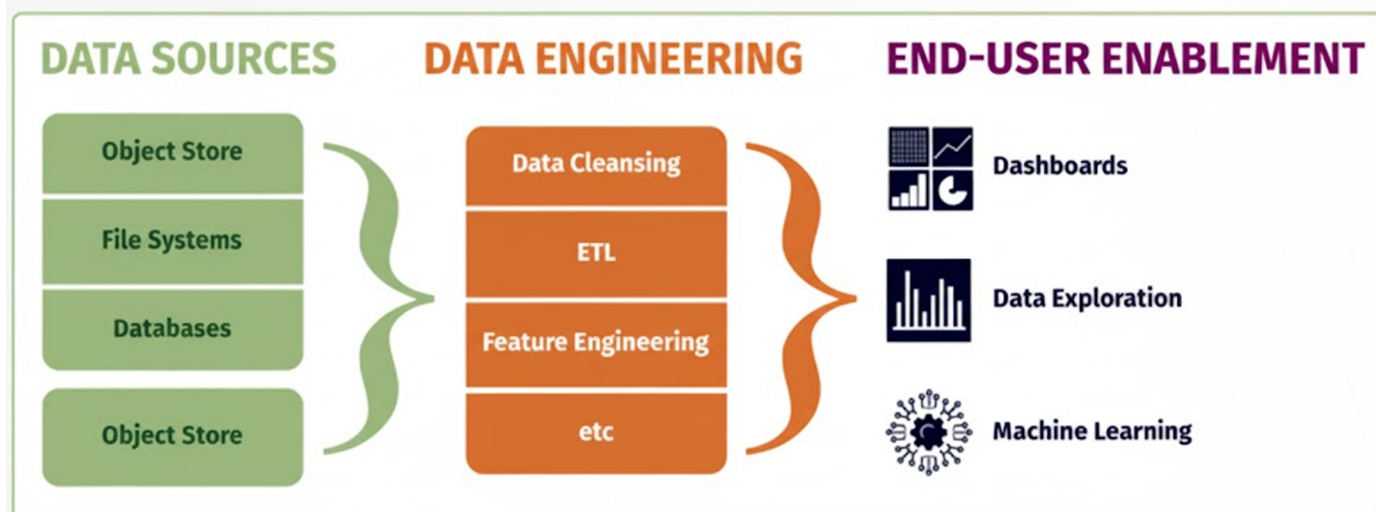 DATA SOURCES
Object Store
File Systems
Databases
Object Store
DATA ENGINEERING
Data Cleansing
ETL
Feature Engineering
etc
END-USER ENABLEMENT
Dashboards
Data Exploration
Machine Learning